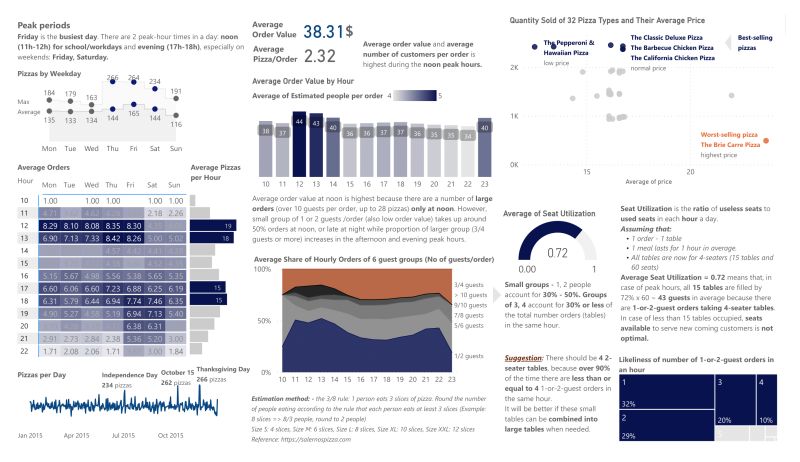 Peak periods
Friday is the busiest day. There are 2 peak-hour times in a day: noon
(11h-12h) for school/workdays and evening (17h-18h), especially on
weekends: Friday, Saturday.
Pizzas by Weekday
184 179 163 266 264 234 191
Max
Average
135 133 134 144 165 144 116
Mon Tue Wed Thu Fri Sat Sun
Average Orders
Hour
Mon Tues Wed Thu Fri Sat Sun
10 1.00 1.00 1.00 1.00
11 2.18 2.26
12 8.29 8.10 8.08 8.35 8.30
13 6.90 7.13 7.33 8.42 8.26 5.00 5.02
14
15
16 5.15 5.67 4.98 5.56 5.38 5.65 5.35
17 6.60 6.06 6.60 7.23 6.88 6.25 6.19
18 6.31 5.79 6.44 6.94 7.74 7.46 6.35
19 4.90 5.27 4.58 5.19 6.94 7.13 5.40
20 6.38 6.31
21 2.91 2.73 2.71 2.83 5.36 5.20 3.00
22 1.71 2.08 2.06 1.71 3.00 1.84
Average Pizzas
per Hour
19
18
15
15
Pizzas per Day
Independence Day
234 pizzas
October 15
262 pizzas
Thanksgiving Day
266 pizzas
Jan 2015 Apr 2015 Jul 2015 Oct 2015
Average
Order Value 38.31$
Average
Pizza/Order 2.32
Average order value and average
number of customers per order is
highest during the noon peak hours.
Average Order Value by Hour
Average of Estimated people per order 4 5
38 37 44 43 40 36 36 37 36 35 35 34 34 40
10 11 12 13 14 15 16 17 18 19 20 21 22 23
Average order value at noon is highest because there are a number of large
orders (over 10 guests per order, up to 28 pizzas) only at noon. However,
small group of 1 or 2 guests /order (also low order value) takes up around
50% orders at noon, or late at night while proportion of larger group (3/4
guests or more) increases in the afternoon and evening peak hours.
Average Share of Hourly Orders of 6 guest groups (No of guests/order)
100%
50%
0%
3/4 guests
> 10 guests
9/10 guests
7/8 guests
5/6 guests
1/2 guests
10 11 12 13 14 15 16 17 18 19 20 21 22 23
Estimation method: - the 3/8 rule: 1 person eats 3 slices of pizza. Round the
number of people eating according to the rule that each person eats at least 3 slices (Example:
8 slices => 8/3 people, round to 2 people)
Size S: 4 slices, Size M: 6 slices, Size L: 8 slices, Size XL: 10 slices, Size XXL: 12 slices
Reference: https://salernospizza.com
Quantity Sold of 32 Pizza Types and Their Average Price
The Pepperoni &
Hawaiian Pizza
low price
The Classic Deluxe Pizza
The Barbecue Chicken Pizza
The California Chicken Pizza
normal price
Best-selling
pizzas
2K
1K
0K
Worst-selling pizza
The Brie Carre Pizza
highest price
15 20
Average of price
Average of Seat Utilization
0.72
0.00 1
Small groups - 1, 2 people
account for 30% - 50%. Groups
of 3, 4 account for 30% or less of
the total number orders (tables)
in the same hour.
Suggestion: There should be 4 2-
seater tables, because over 90%
of the time there are less than or
equal to 4 1-or-2-guest orders in
the same hour.
It will be better if these small
tables can be combined into
large tables when needed.
Seat Utilization is the ratio of useless seats to
used seats in each hour a day.
Assuming that:
• 1 order - 1 table
• 1 meal lasts for 1 hour in average.
• All tables are now for 4-seaters (15 tables and
60 seats)
Average Seat Utilization = 0.72 means that, in
case of peak hours, all 15 tables are filled by
72% x 60 ~ 43 guests in average because there
are 1-or-2-guest orders taking 4-seater tables.
In case of less than 15 tables occupied, seats
available to serve new coming customers is not
optimal.
Likeliness of number of 1-or-2-guest orders in
an hour
1
32%
2
29%
3
20%
4
10%
5